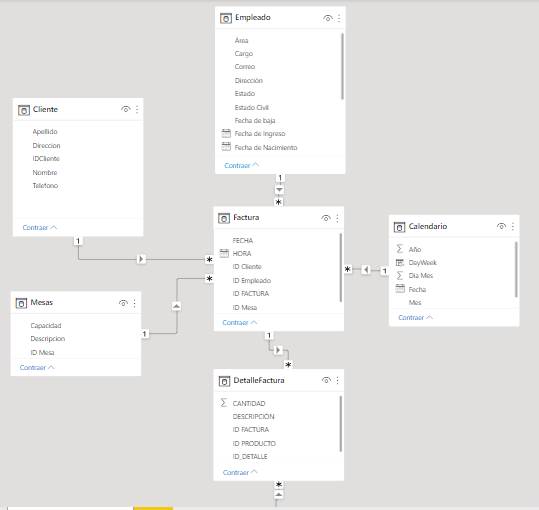 Empleado
Área
Cargo
Correo
Dirección
Estado
Estado Civil
Fecha de baja
Fecha de Ingreso
Fecha de Nacimiento
Contraer
1
*
Cliente
Apellido
Direccion
IDCliente
Nombre
Telefono
Contraer
1
*
Factura
FECHA
HORA
ID Cliente
ID Empleado
ID FACTURA
ID Mesa
Contraer
1
*
Calendario
Año
DayWeek
Dia Mes
Fecha
Mes
Contraer
1
*
Mesas
Capacidad
Descripcion
ID Mesa
Contraer
1
*
DetalleFactura
CANTIDAD
DESCRIPCIÓN
ID FACTURA
ID PRODUCTO
ID_DETALLE
Contraer
*